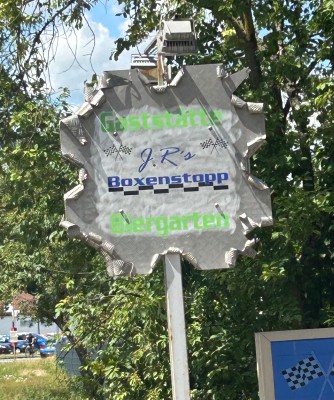 Gaststätte
J.R's
Boxenstopp
Biergarten